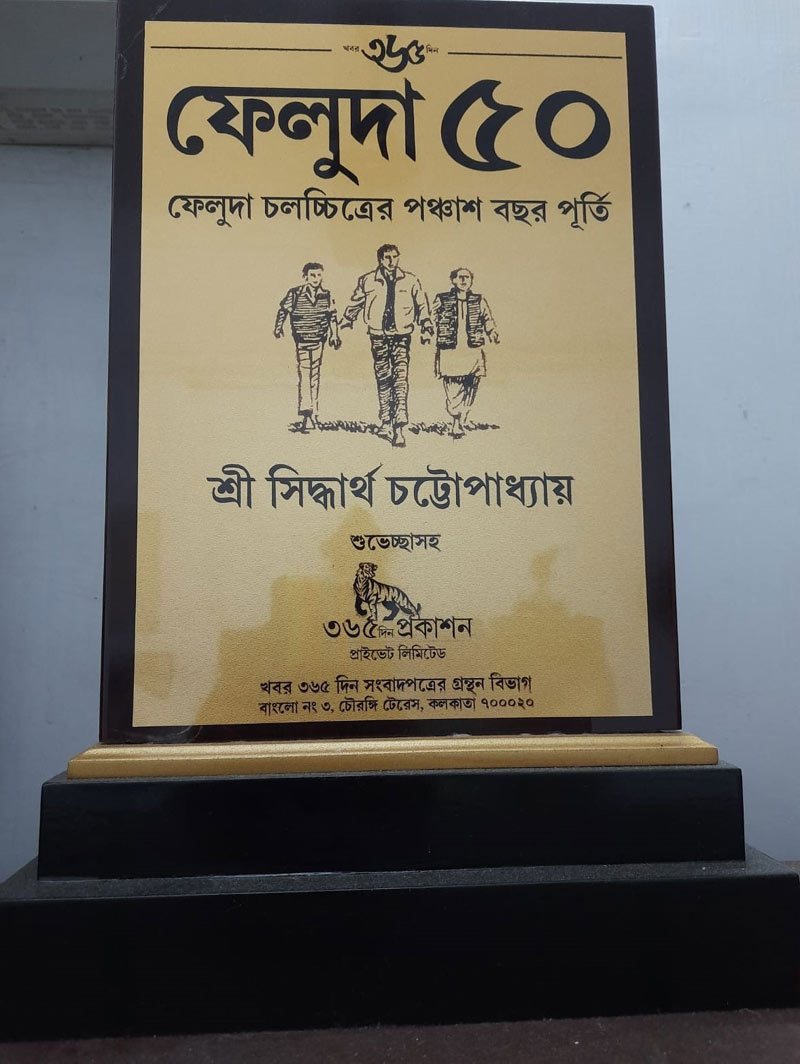 খবর ৩৬৫ দিন
ফেলুদা ৫০
ফেলুদা চলচ্চিত্রের পঞ্চাশ বছর পূর্তি
শ্রী সিদ্ধার্থ চট্টোপাধ্যায়
শুভেচ্ছাসহ
৩৬৫ দিন প্রকাশন
প্রাইভেট লিমিটেড
খবর ৩৬৫ দিন সংবাদপত্রের গ্রন্থন বিভাগ
বাংলো নং ৩, চৌরঙ্গি টেরেস, কলকাতা ৭০০০২০